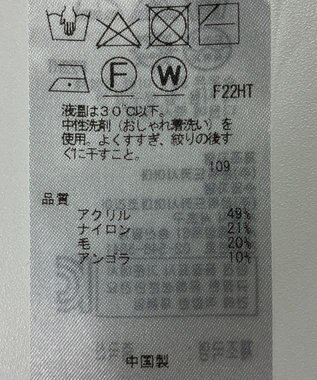 F W
F22HT
液温は30℃以下。
中性洗剤（おしゃれ着洗い）を
使用。よくすすぎ、絞りの後す
ぐに干すこと。
109
品質
アクリル 49%
ナイロン 21%
毛 20%
アンゴラ 10%
中国製